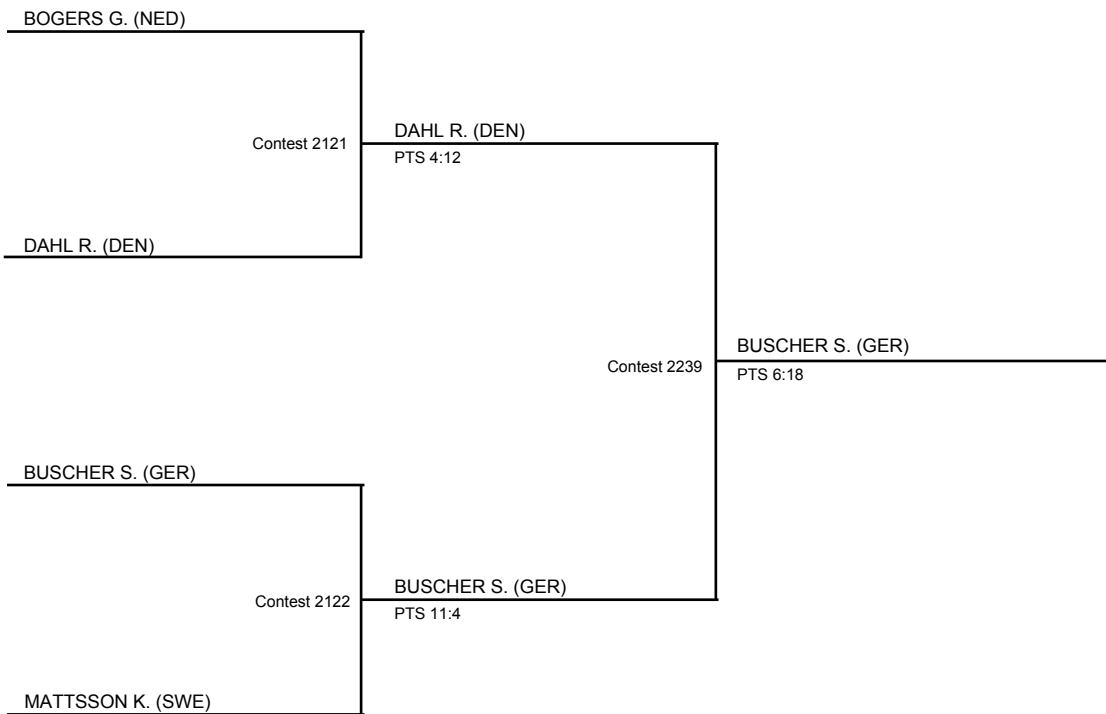 BOGERS G. (NED)
Contest 2121
DAHL R. (DEN)
PTS 4:12
DAHL R. (DEN)
Contest 2239
BUSCHER S. (GER)
PTS 6:18
BUSCHER S. (GER)
Contest 2122
BUSCHER S. (GER)
PTS 11:4
MATTSSON K. (SWE)